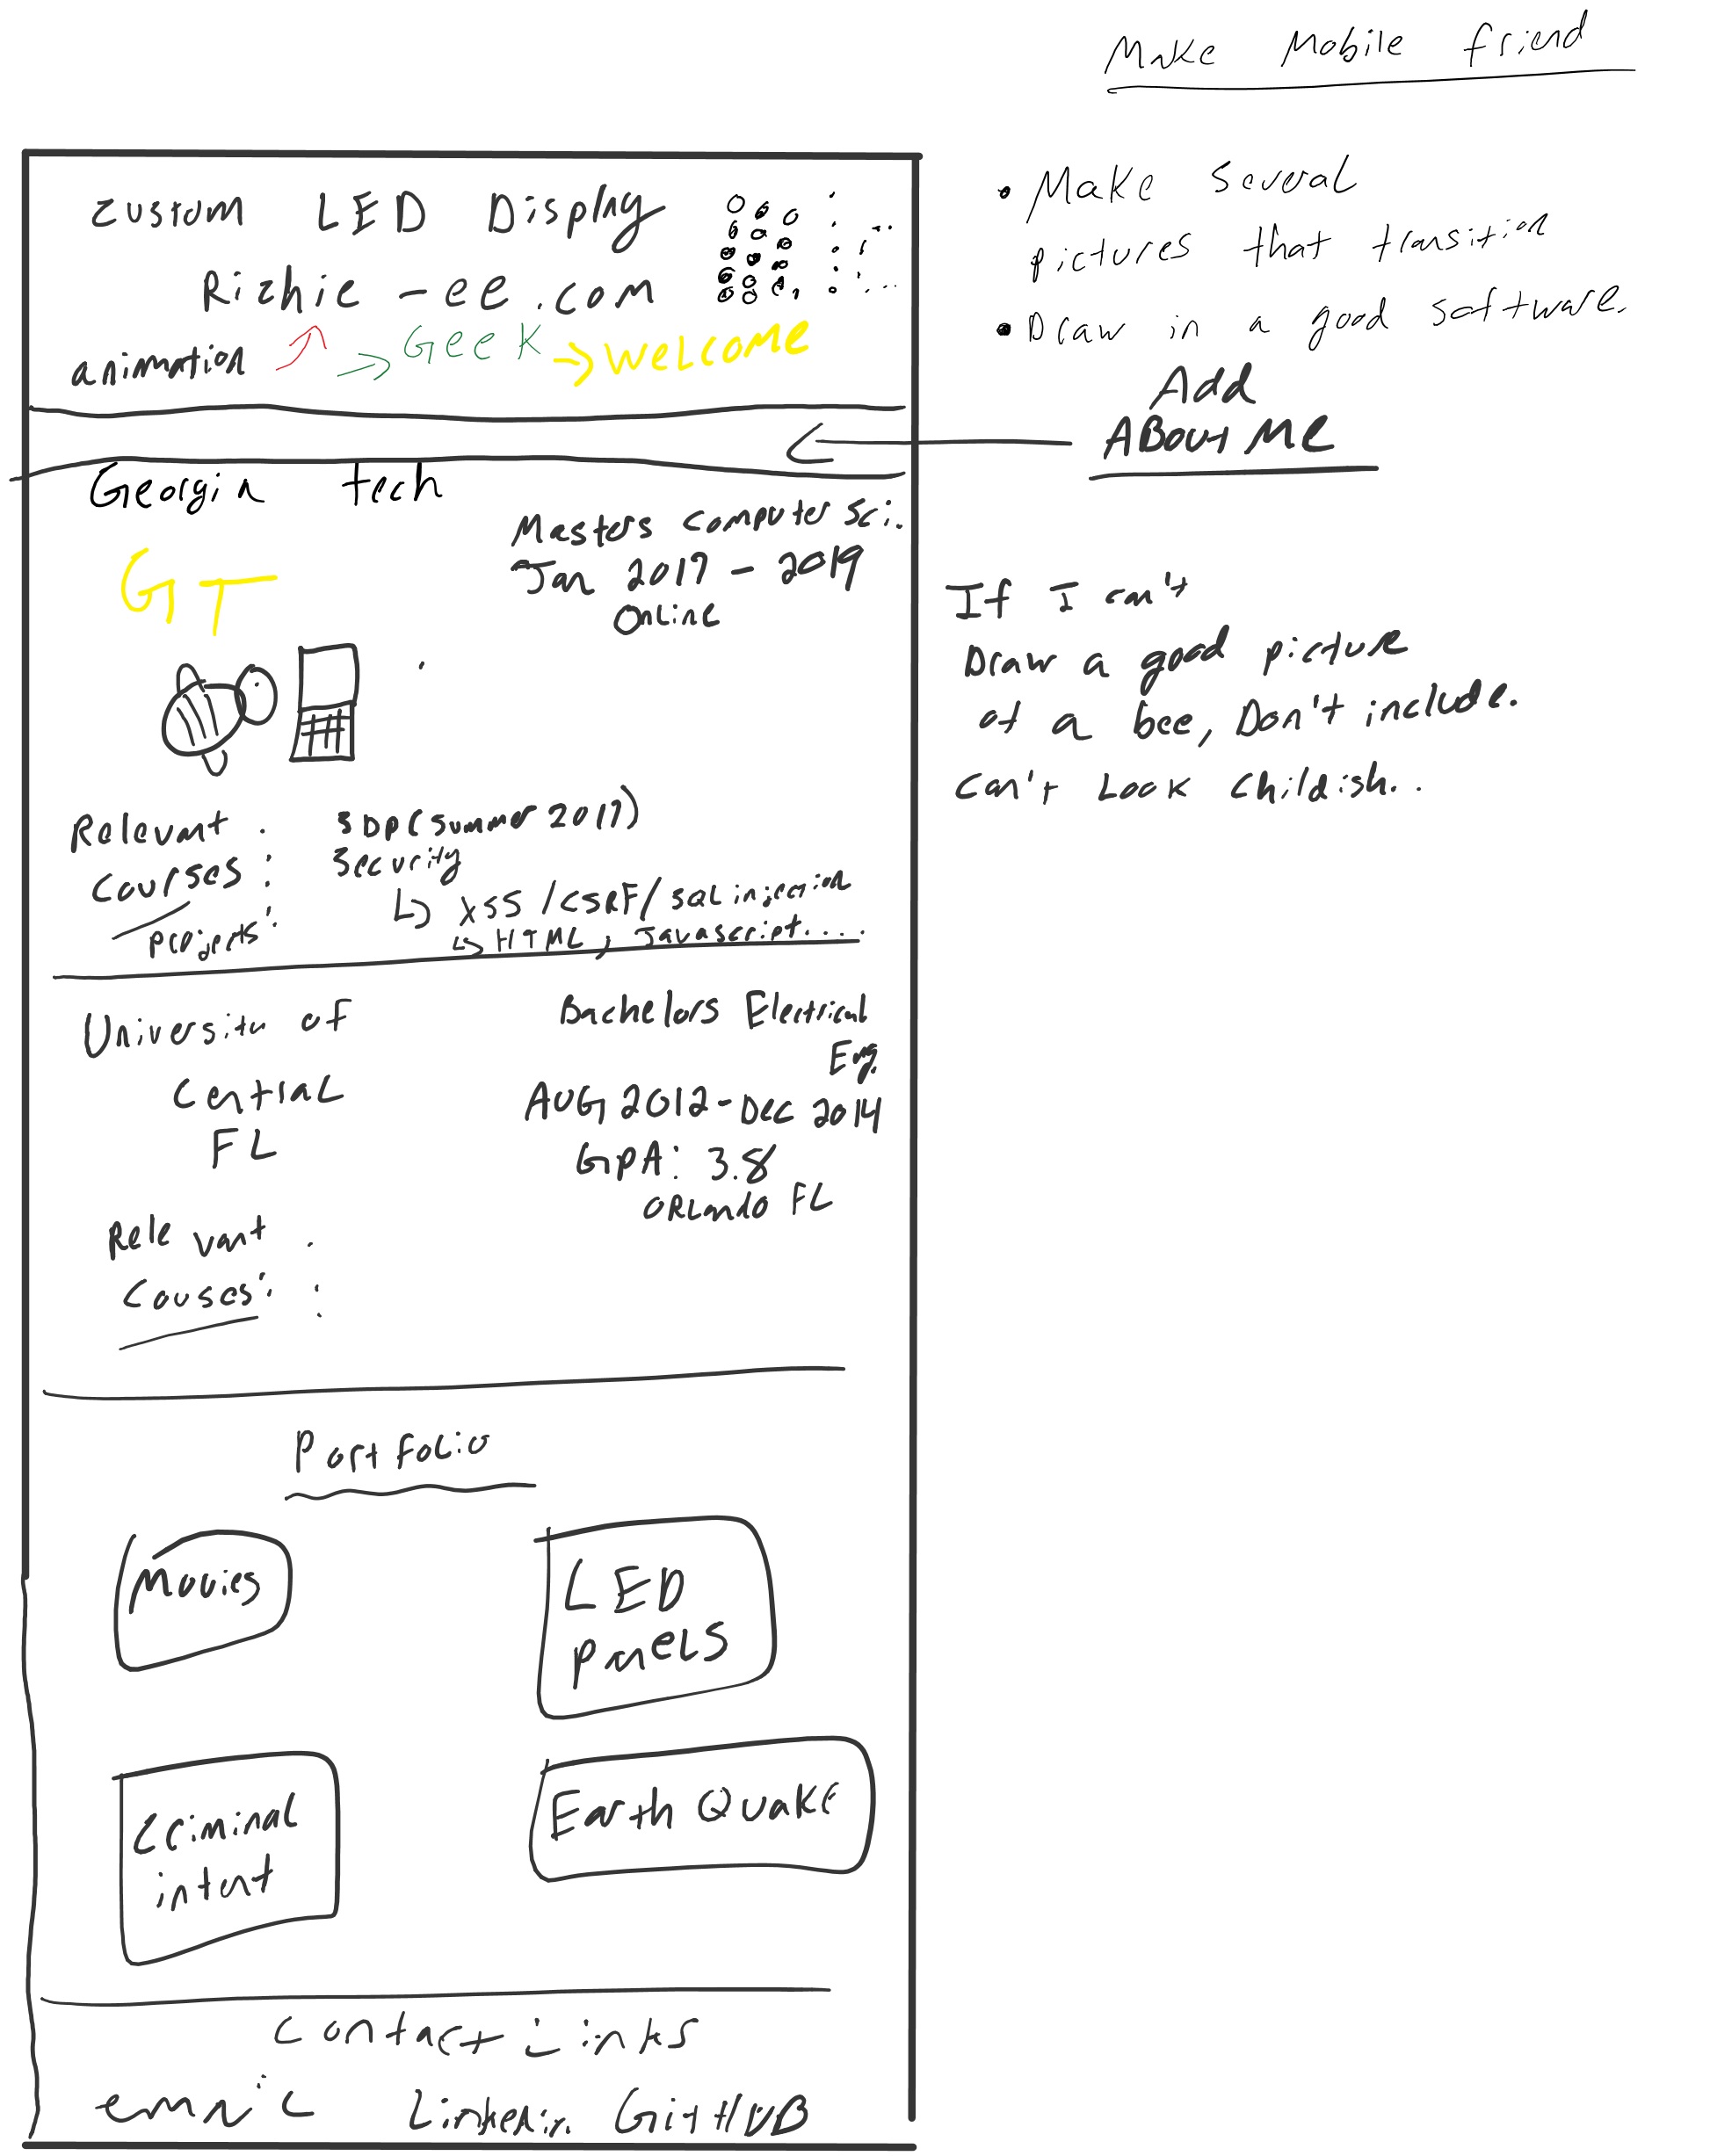 Make Mobile friend
custom LED Display
Richie-ee.com
animation → Geek → Welcome
• Make several
pictures that transition
• Draw in a good software.
Add
About Me
Georgia tech
GT
Masters computer sci.
Jan 2017 - 2019
Online
If I can't
Draw a good picture
of a bee, Don't include.
Can't Look Childish..
Relevant
Courses:
projects:
SDP (summer 2017)
Security
↳ XSS / CSRF / SQL injection
↳ HTML, Javascript....
University of
Central
FL
Bachelors Electrical
Eng.
AUG 2012 - Dec 2014
GPA: 3.8
Orlando FL
Relevant
Couses:
Portfolio
Movies
LED
panels
Criminal
intent
Earth Quake
Contact Links
email Linkedin GitHUB